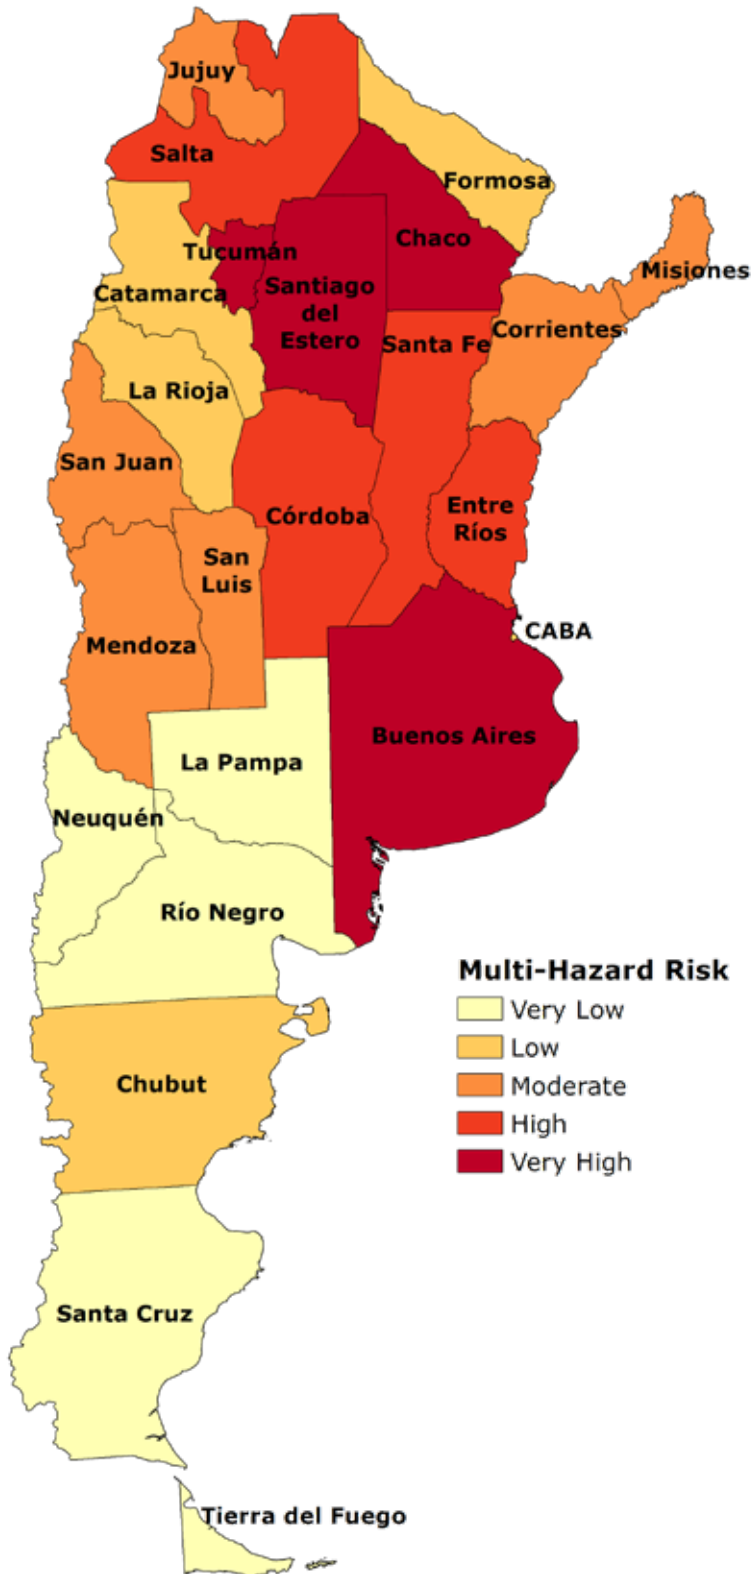 Jujuy
Salta
Formosa
Chaco
Tucumán
Misiones
Santiago
del
Estero
Catamarca
Corrientes
Santa Fe
La Rioja
San Juan
Entre
Ríos
Córdoba
San
Luis
CABA
Mendoza
Buenos Aires
La Pampa
Neuquén
Río Negro
Multi-Hazard Risk
Very Low
Low
Moderate
High
Very High
Chubut
Santa Cruz
Tierra del Fuego